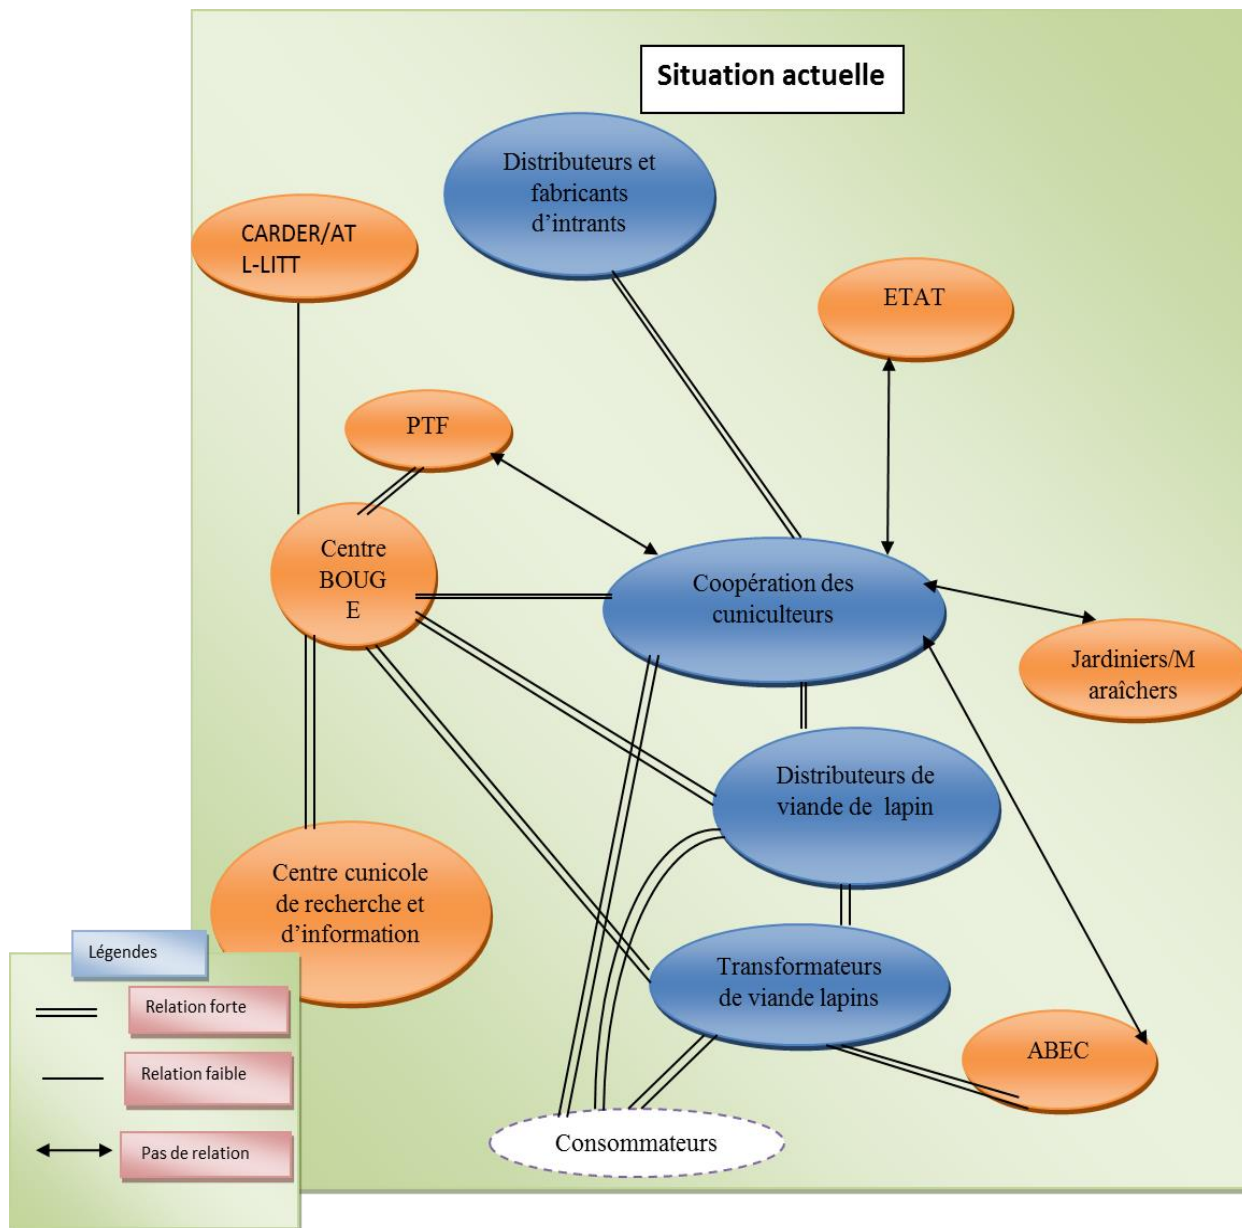 Situation actuelle
Distributeurs et
fabricants
d'intrants
CARDER/AT
L-LITT
ETAT
PTF
Centre
BOUG
E
Coopération des
cuniculteurs
Jardiniers/M
araîchers
Distributeurs de
viande de lapin
Centre cunicole
de recherche et
d'information
Transformateurs
de viande lapins
ABEC
Consommateurs
Légendes
Relation forte
Relation faible
Pas de relation